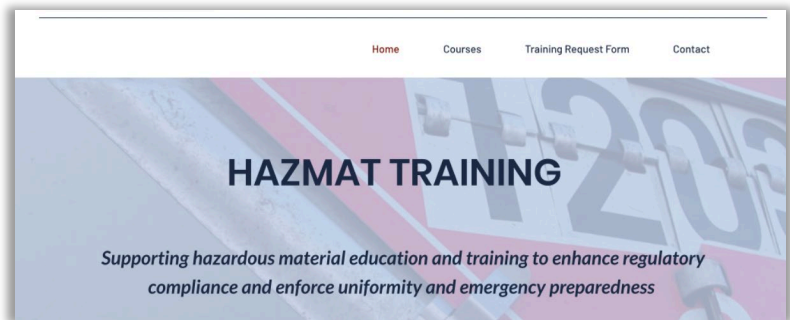 Home Courses Training Request Form Contact
HAZMAT TRAINING
1203
Supporting hazardous material education and training to enhance regulatory
compliance and enforce uniformity and emergency preparedness